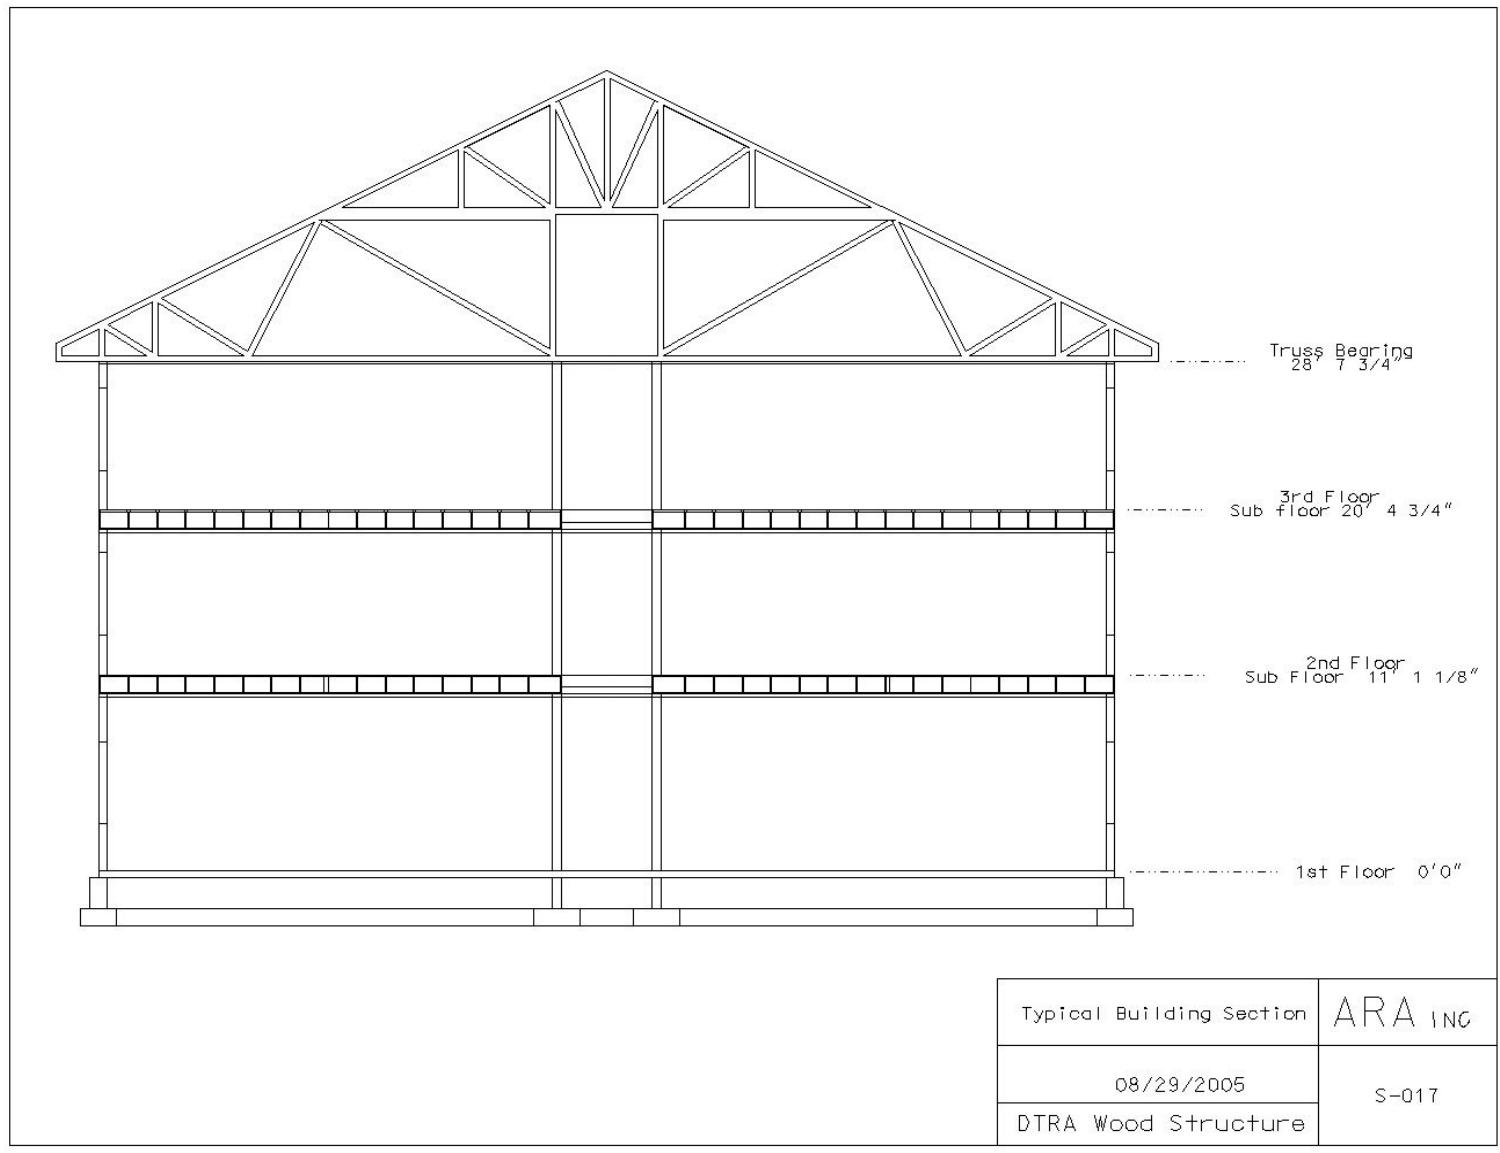 Truss Bearing
28' 7 3/4"
3rd Floor
Sub floor 20' 4 3/4"
2nd Floor
Sub Floor 11' 1 1/8"
1st Floor 0'0"
Typical Building Section
ARA INC
08/29/2005
S-017
DTRA Wood Structure